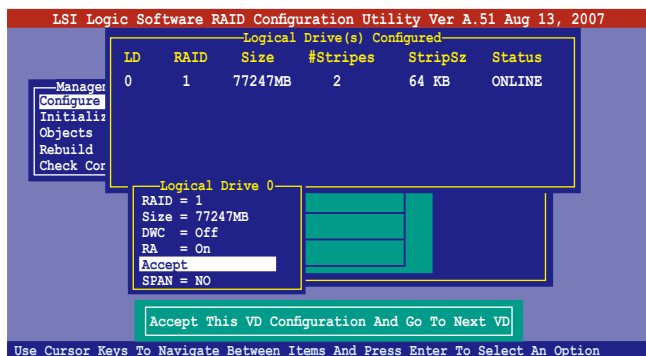 LSI Logic Software RAID Configuration Utility Ver A.51 Aug 13, 2007
Logical Drive(s) Configured
LD RAID Size #Stripes StripSz Status
0 1 77247MB 2 64 KB ONLINE
Configure
Objects
Rebuild
Check
Logical Drive 0
RAID = 1
Size = 77247MB
DWC = Off
RA = On
Accept
SPAN = NO
Accept This VD Configuration And Go To Next VD
Use Cursor Keys To Navigate Between Items And Press Enter To Select An Option